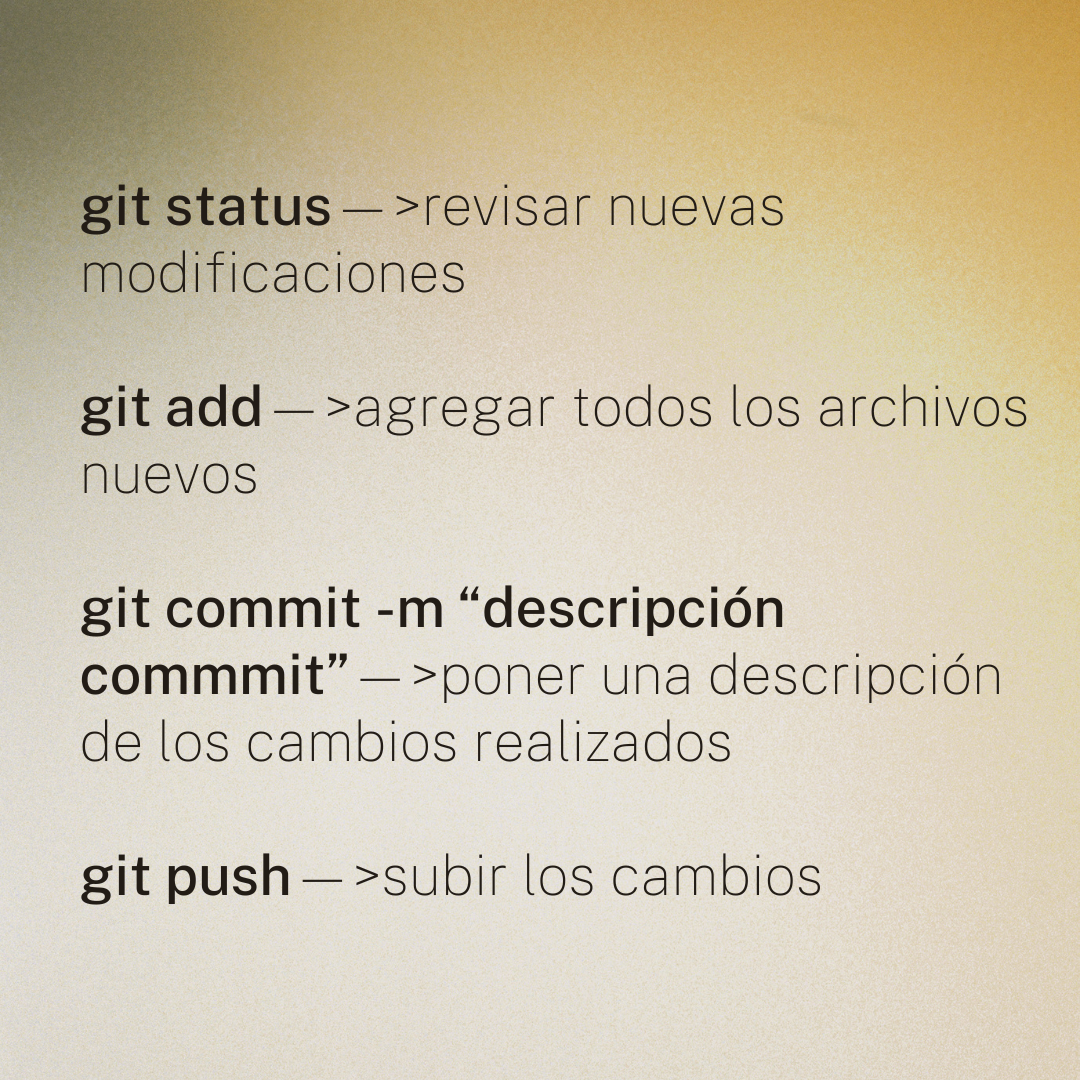 git status — >revisar nuevas
modificaciones
git add — >agregar todos los archivos
nuevos
git commit -m “descripción
commmit” — >poner una descripción
de los cambios realizados
git push — >subir los cambios